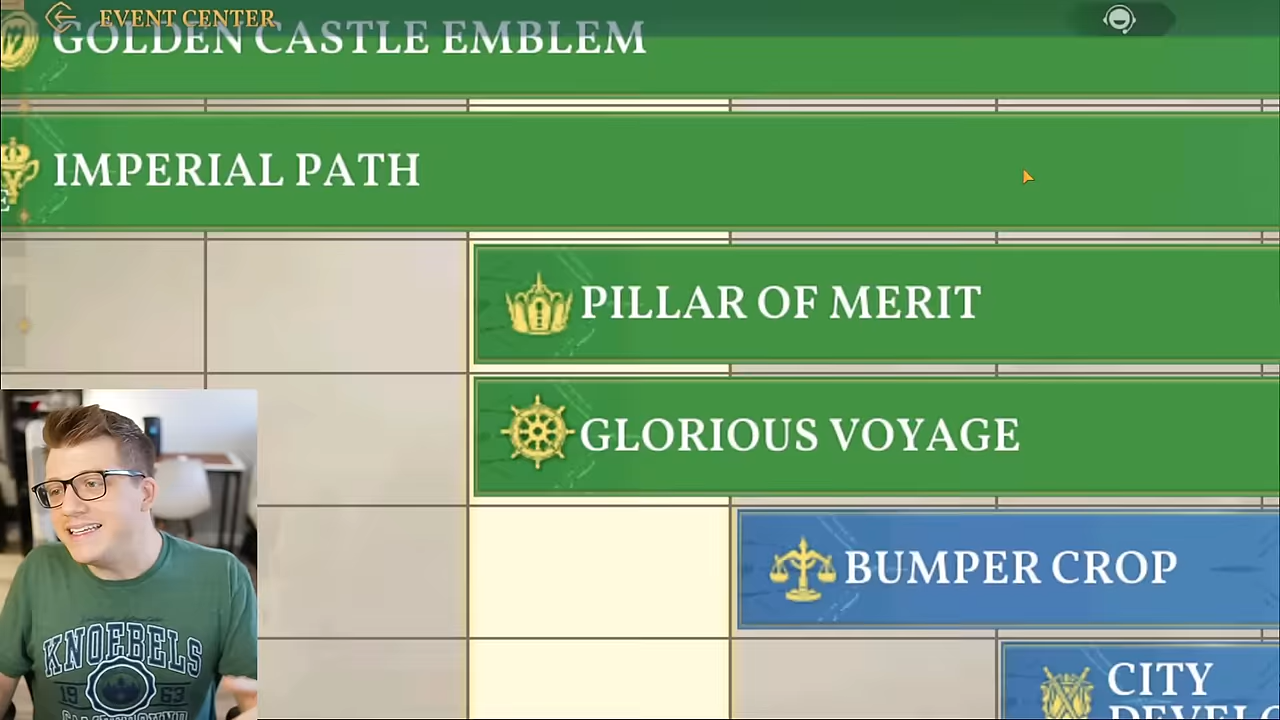 EVENT CENTER
GOLDEN CASTLE EMBLEM
IMPERIAL PATH
PILLAR OF MERIT
GLORIOUS VOYAGE
BUMPER CROP
CITY
KNOEBELS
19 63